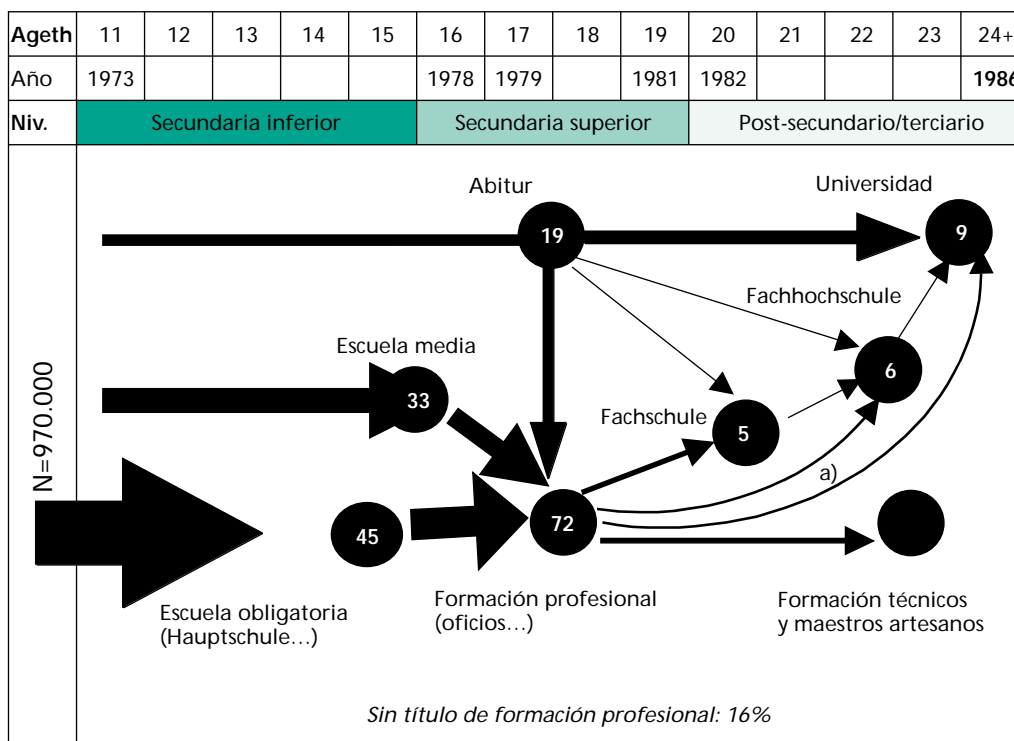 Ageth 11 12 13 14 15 16 17 18 19 20 21 22 23 24+
Año 1973 1978 1979 1981 1982 1986
Niv. Secundaria inferior Secundaria superior Post-secundario/terciario
Abitur Universidad
19 9
Fachhochschule
Escuela media
6
33
Fachschule
5
N=970.000
a)
72
45
Escuela obligatoria
(Hauptschule…)
Formación profesional
(oficios…)
Formación técnicos
y maestros artesanos
Sin título de formación profesional: 16%